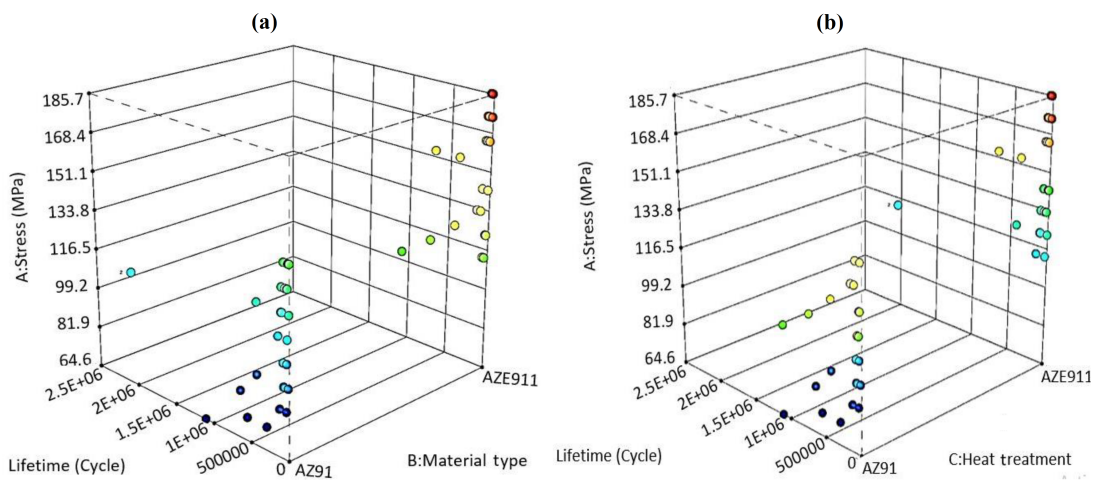 (a)
185.7
168.4
151.1
133.8
116.5
99.2
81.9
64.6
A:Stress (MPa)
2.5E+06
2E+06
1.5E+06
1E+06
500000
0
Lifetime (Cycle)
AZ91
AZE911
B:Material type
2
(b)
185.7
168.4
151.1
133.8
116.5
99.2
81.9
64.6
A:Stress (MPa)
2.5E+06
2E+06
1.5E+06
1E+06
500000
0
Lifetime (Cycle)
AZ91
AZE911
C:Heat treatment
2